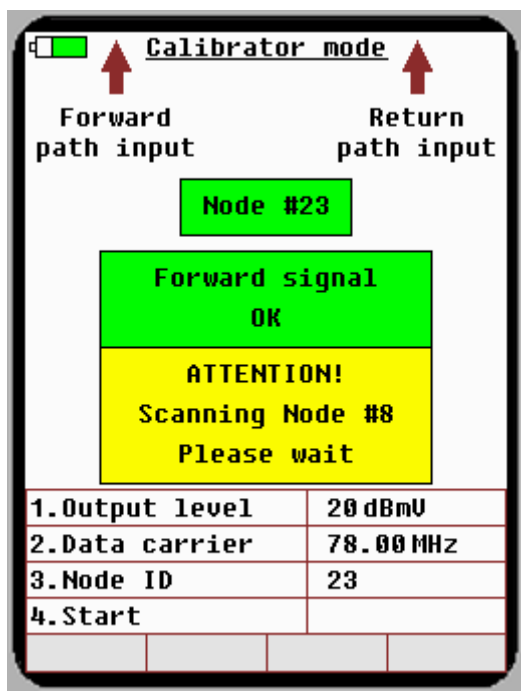 Calibrator mode
Forward path input
Return path input
Node #23
Forward signal
OK
ATTENTION!
Scanning Node #8
Please wait
1.Output level 20 dBmV
2.Data carrier 78.00 MHz
3.Node ID 23
4.Start